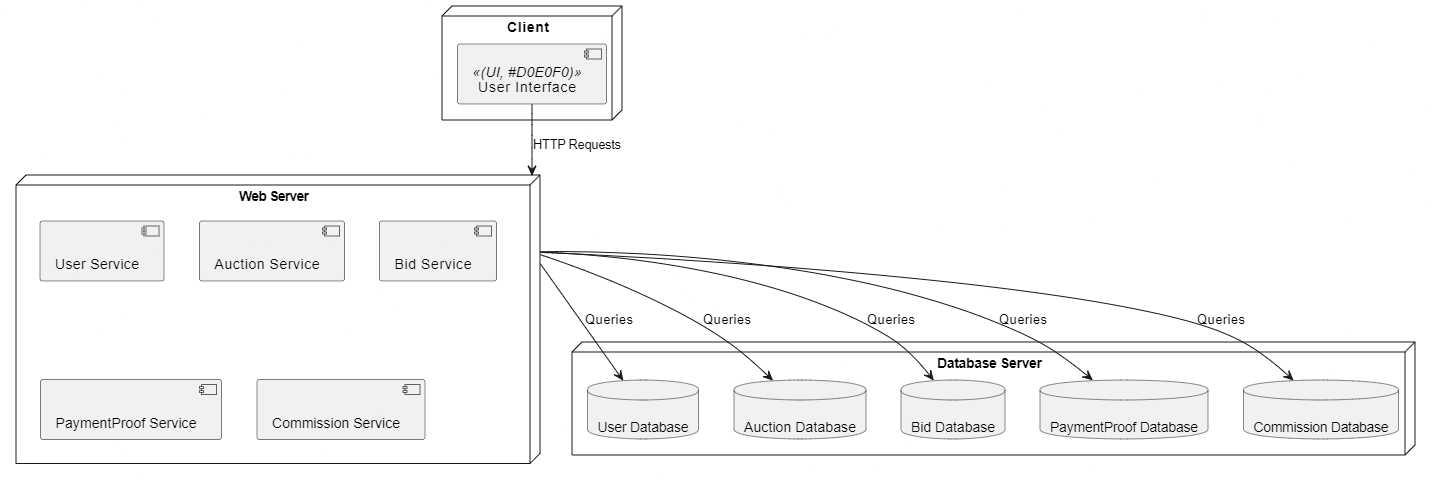 Client
«(UI, #D0E0F0)»
User Interface
HTTP Requests
Web Server
User Service
Auction Service
Bid Service
Queries
Queries
Queries
Queries
Queries
Database Server
PaymentProof Service
Commission Service
User Database
Auction Database
Bid Database
PaymentProof Database
Commission Database